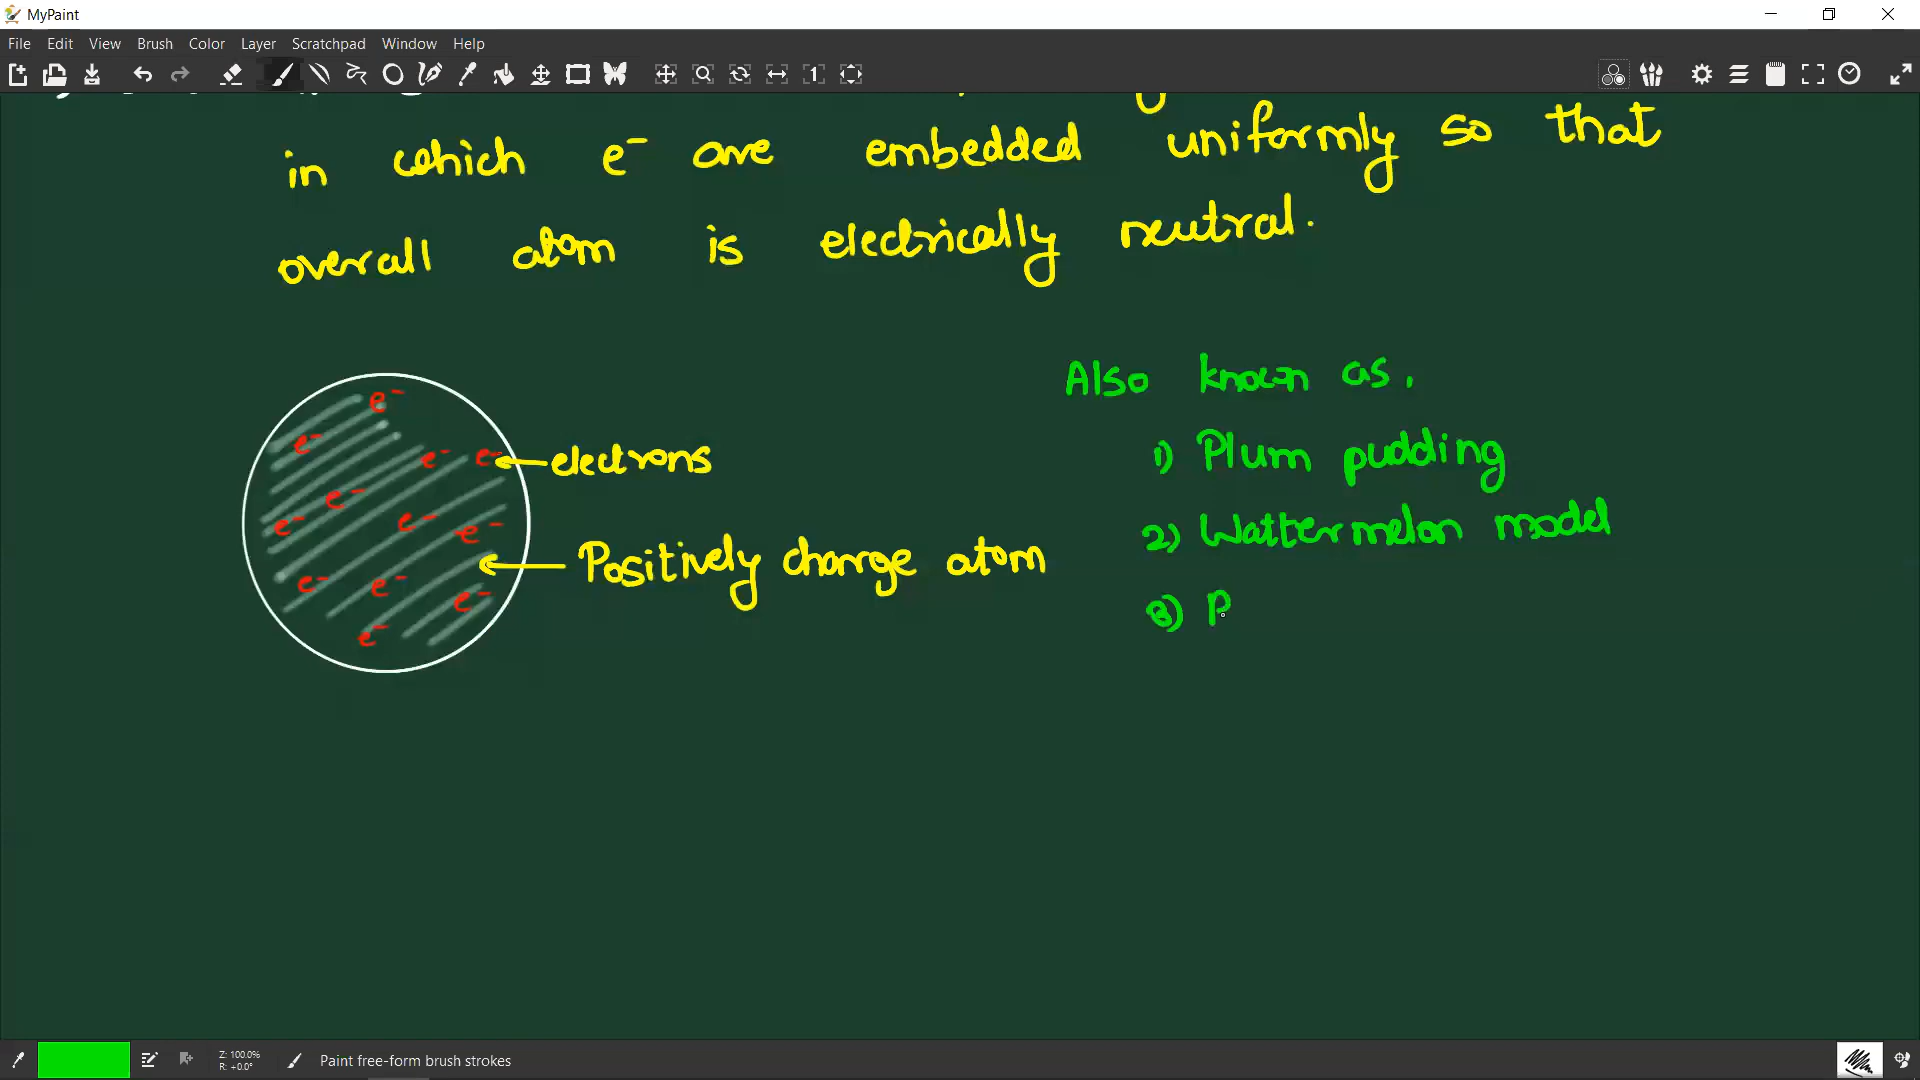 MyPaint
File Edit View Brush Color Layer Scratchpad Window Help
in which e⁻ are embedded uniformly so that
overall atom is electrically neutral.
Also known as,
1) Plum pudding
2) Wattermelon model
3) P
e⁻
e⁻
e⁻ e⁻
electrons
e⁻
e⁻ e⁻ e⁻
Positively charge atom
e⁻ e⁻ e⁻
e⁻
Z: 100.0%
R: +0.0°
Paint free-form brush strokes